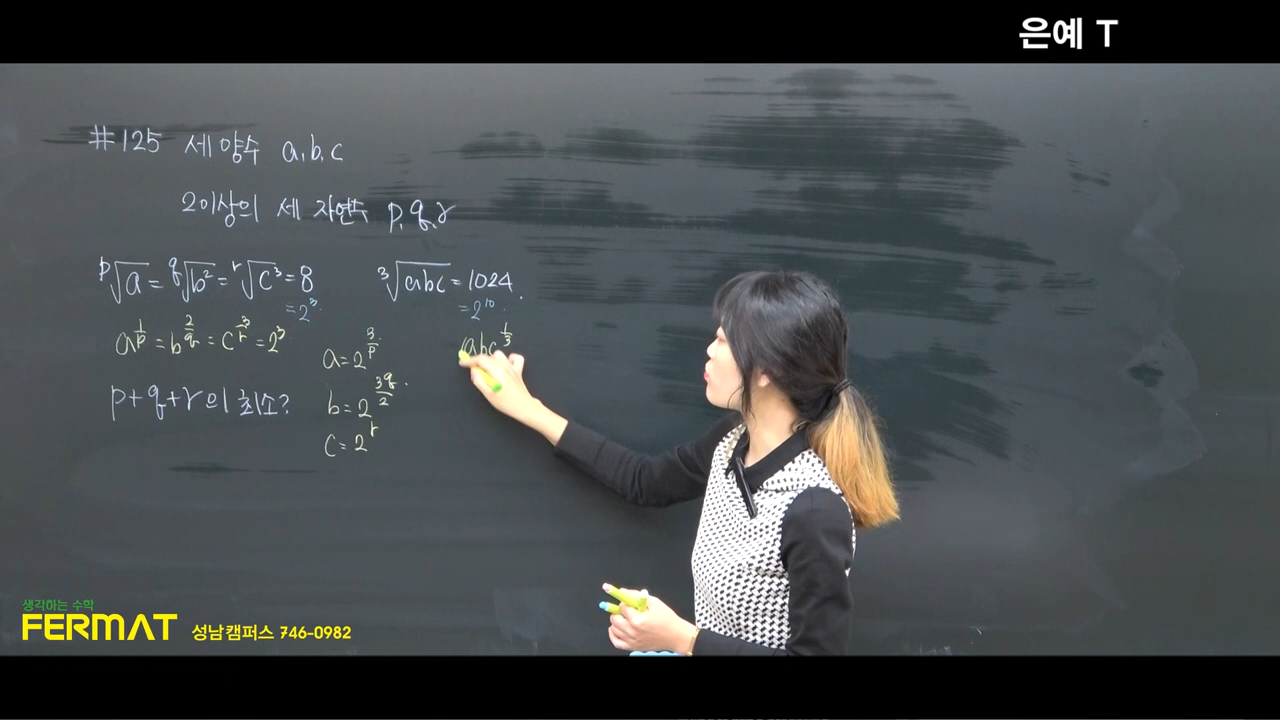 은예 T
#125 세 양수 a, b, c
2이상의 세 자연수 p, q, r
ᵖ√a = ᑫ√b² = ʳ√c³ = 8
= 2³
³√abc = 1024.
= 2¹⁰
a^(1/p) = b^(2/q) = c^(3/r) = 2³
a = 2^(3/p).
abc^(1/3)
p+q+r의 최소?
b = 2^(3q/2).
c = 2^r
생각하는 수학
FERMAT 성남캠퍼스 746-0982